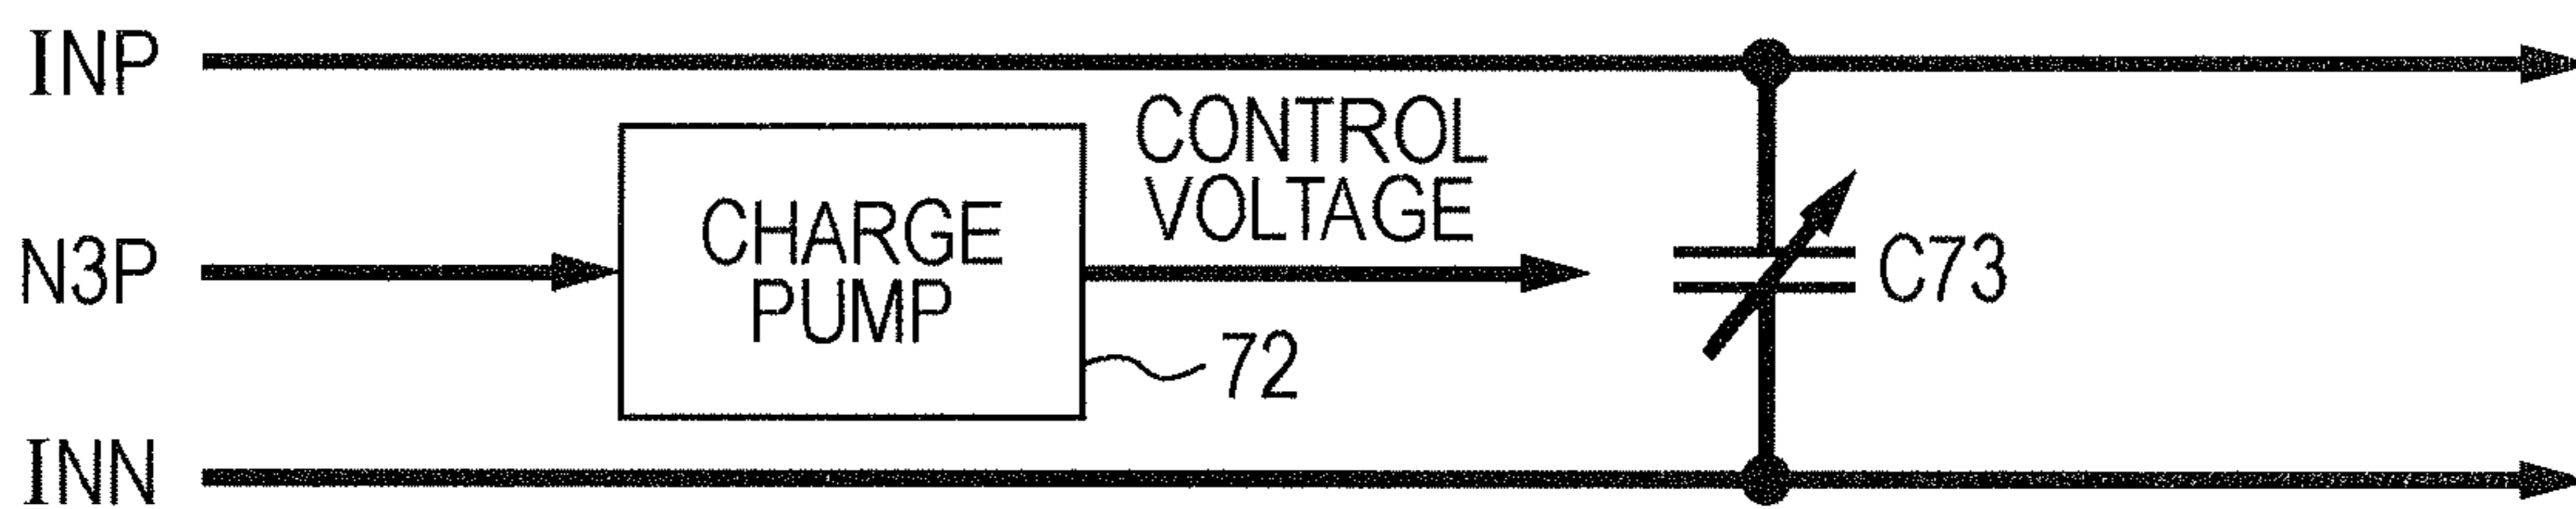 INP
CONTROL
VOLTAGE
CHARGE
PUMP
N3P
C73
72
INN